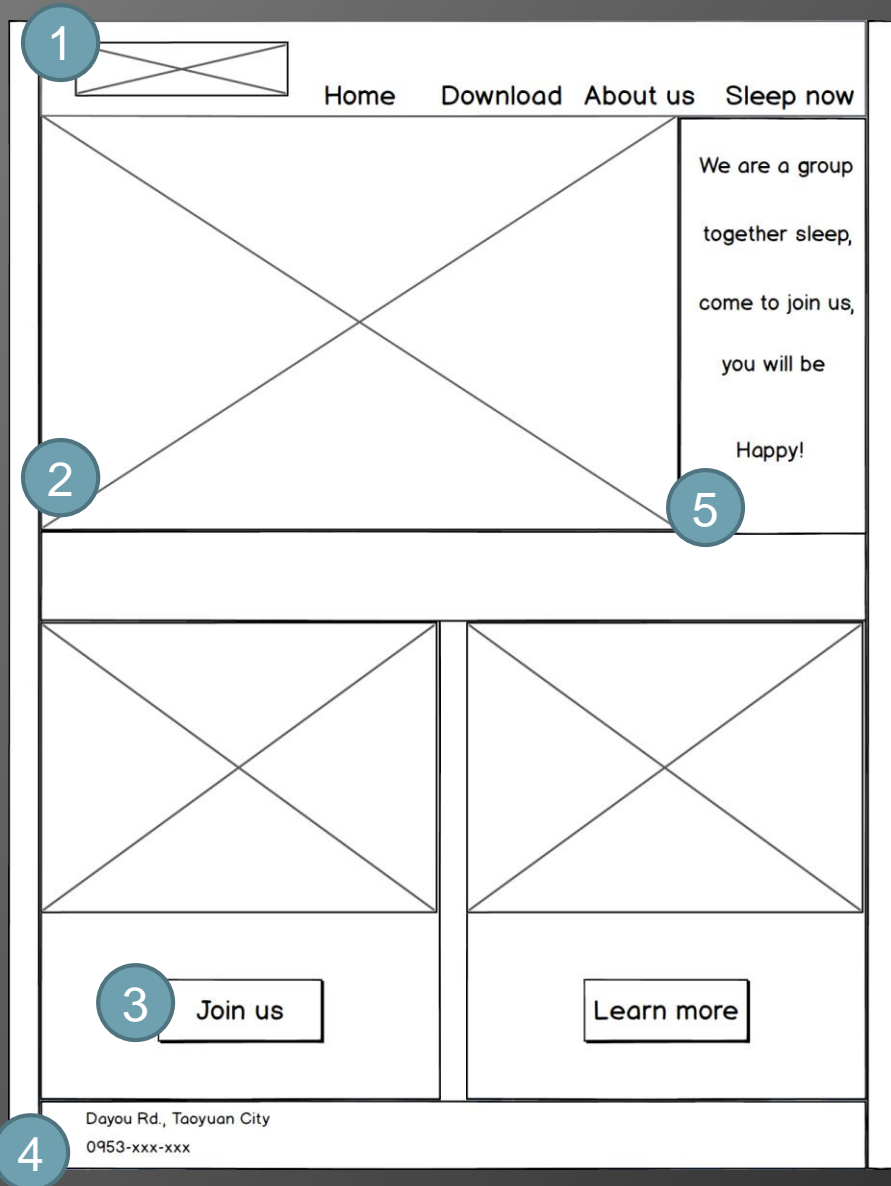 1
Home Download About us Sleep now
We are a group
together sleep,
come to join us,
you will be
Happy!
2
5
3
Join us
Learn more
Dayou Rd., Taoyuan City
0953-xxx-xxx
4